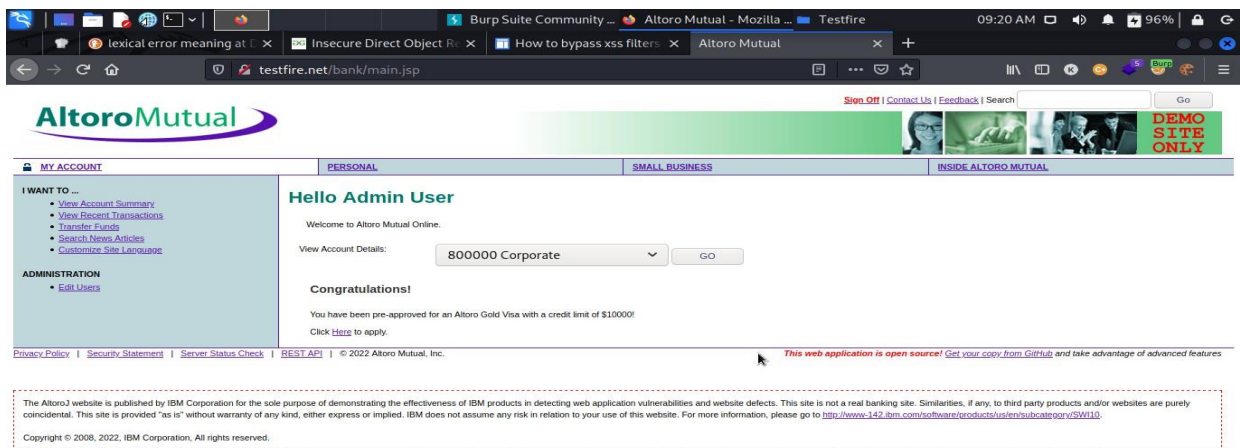 Burp Suite Community ... Altoro Mutual - Mozilla ... Testfire 09:20 AM 96%
lexical error meaning at D Insecure Direct Object Re How to bypass xss filters Altoro Mutual
testfire.net/bank/main.jsp 5 Burp
Sign Off | Contact Us | Feedback | Search Go
AltoroMutual
DEMO
SITE
ONLY
MY ACCOUNT PERSONAL SMALL BUSINESS INSIDE ALTORO MUTUAL
I WANT TO ...
View Account Summary
View Recent Transactions
Transfer Funds
Search News Articles
Customize Site Language
ADMINISTRATION
Edit Users
Hello Admin User
Welcome to Altoro Mutual Online.
View Account Details: 800000 Corporate GO
Congratulations!
You have been pre-approved for an Altoro Gold Visa with a credit limit of $10000!
Click Here to apply.
Privacy Policy | Security Statement | Server Status Check | REST API | © 2022 Altoro Mutual, Inc. This web application is open source! Get your copy from GitHub and take advantage of advanced features
The AltoroJ website is published by IBM Corporation for the sole purpose of demonstrating the effectiveness of IBM products in detecting web application vulnerabilities and website defects. This site is not a real banking site. Similarities, if any, to third party products and/or websites are purely
coincidental. This site is provided "as is" without warranty of any kind, either express or implied. IBM does not assume any risk in relation to your use of this website. For more information, please go to http://www-142.ibm.com/software/products/us/en/subcategory/SWI10.
Copyright © 2008, 2022, IBM Corporation, All rights reserved.